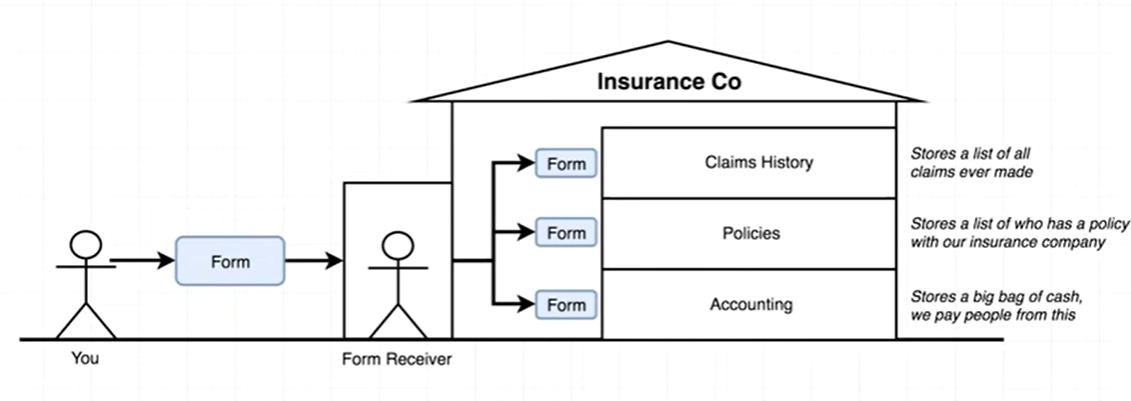 Insurance Co
Form
Claims History
Stores a list of all
claims ever made
Form
Policies
Stores a list of who has a policy
with our insurance company
Form
Form
Accounting
Stores a big bag of cash,
we pay people from this
You
Form Receiver